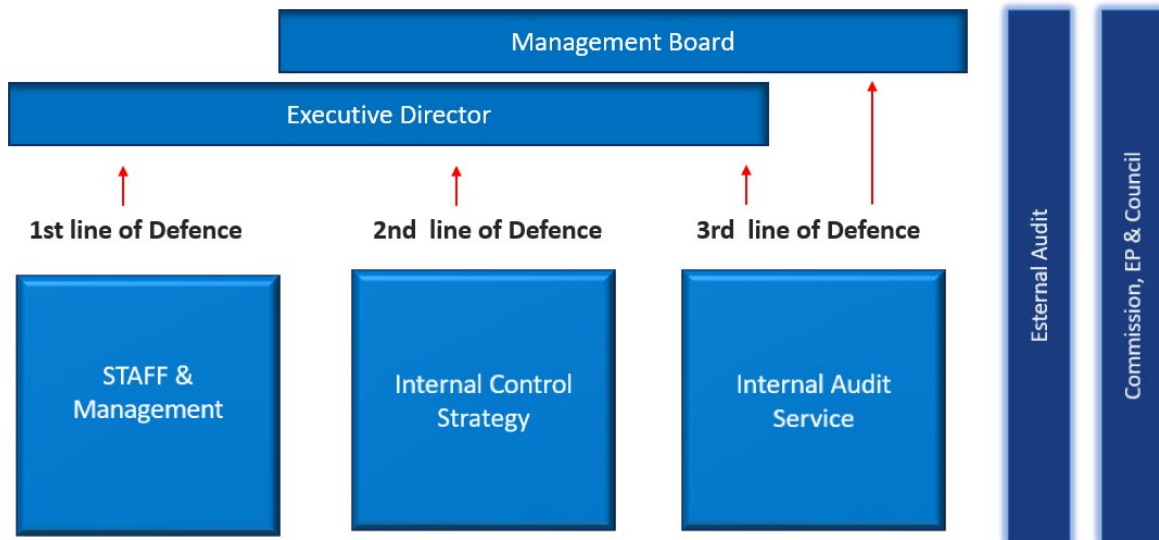 Management Board
Executive Director
1st line of Defence
2nd  line of Defence
3rd  line of Defence
STAFF &
Management
Internal Control
Strategy
Internal Audit
Service
Esternal Audit
Commission, EP & Council